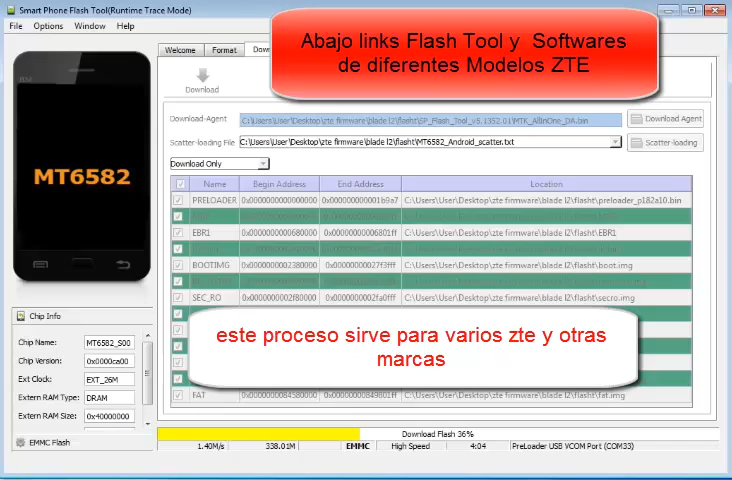 Smart Phone Flash Tool(Runtime Trace Mode)
File Options Window Help
Abajo links Flash Tool y Softwares
de diferentes Modelos ZTE
Welcome Format
Download
Download-Agent C:\Users\User\Desktop\zte firmware\blade l2\flasht\SP_Flash_Tool_v5.1352.01\MTK_AllInOne_DA.bin Download Agent
Scatter-loading File C:\Users\User\Desktop\zte firmware\blade l2\flasht\MT6582_Android_scatter.txt Scatter-loading
Download Only
Name Begin Address End Address Location
PRELOADER 0x0000000000000000 0x000000000001b9a7 C:\Users\User\Desktop\zte firmware\blade l2\flasht\preloader_p182a10.bin
EBR1 0x0000000000680000 0x00000000006801ff C:\Users\User\Desktop\zte firmware\blade l2\flasht\EBR1
BOOTIMG 0x0000000002380000 0x00000000027f3fff C:\Users\User\Desktop\zte firmware\blade l2\flasht\boot.img
SEC_RO 0x0000000002f80000 0x0000000002fa0fff C:\Users\User\Desktop\zte firmware\blade l2\flasht\secro.img
este proceso sirve para varios zte y otras
marcas
FAT 0x0000000084580000 0x00000000849801ff C:\Users\User\Desktop\zte firmware\blade l2\flasht\fat.img
MT6582
Chip Info
Chip Name: MT6582_S00
Chip Version: 0x0000ca00
Ext Clock: EXT_26M
Extern RAM Type: DRAM
Extern RAM Size: 0x40000000
EMMC Flash
Download Flash 36%
1.40M/s 338.01M EMMC High Speed 4:04 PreLoader USB VCOM Port (COM33)